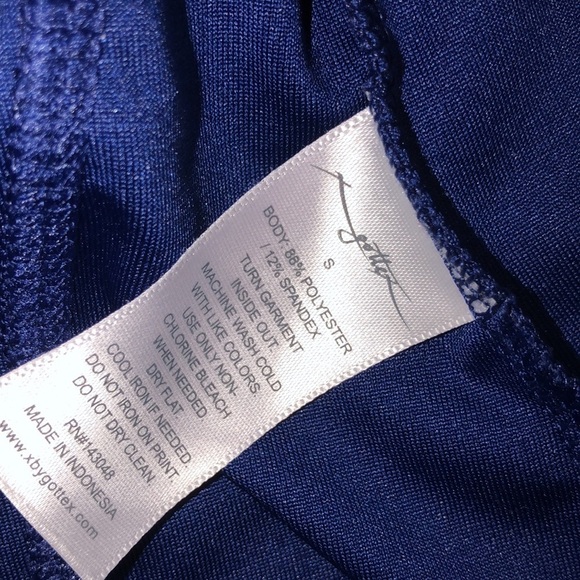 X
gottex
S
BODY: 88% POLYESTER
/ 12% SPANDEX
TURN GARMENT
INSIDE OUT.
MACHINE WASH COLD
WITH LIKE COLORS.
USE ONLY NON-
CHLORINE BLEACH
WHEN NEEDED
DRY FLAT
COOL IRON IF NEEDED
DO NOT IRON ON PRINT.
DO NOT DRY CLEAN
RN#143048
MADE IN INDONESIA
www.xbygottex.com